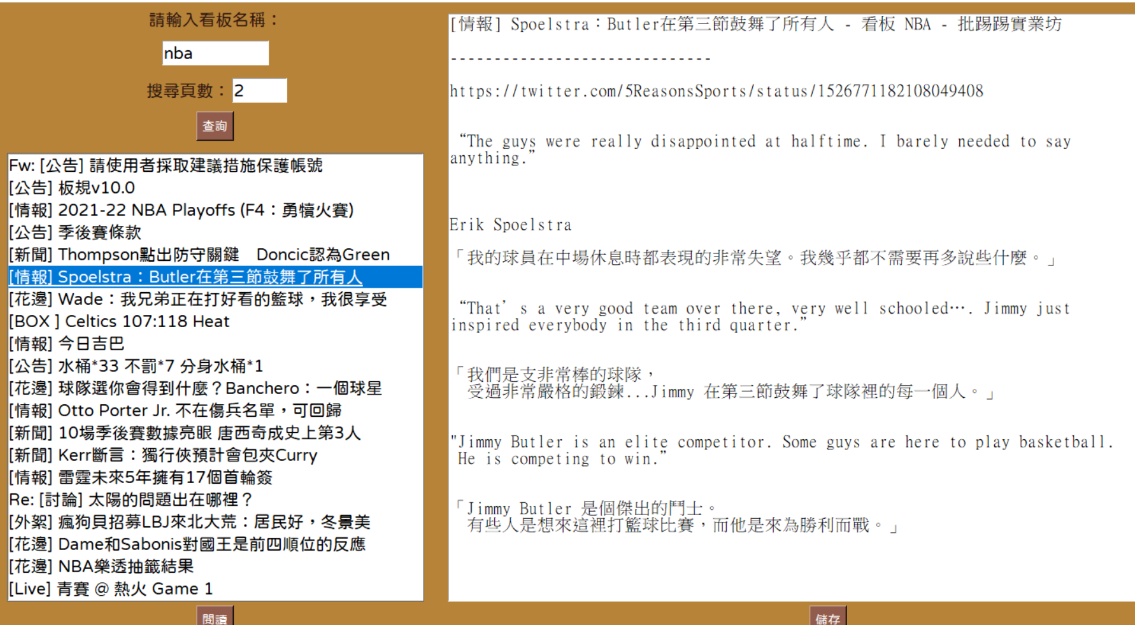 請輸入看板名稱：
nba
搜尋頁數：2
查詢
Fw: [公告] 請使用者採取建議措施保護帳號
[公告] 板規v10.0
[情報] 2021-22 NBA Playoffs (F4：勇犢火賽)
[公告] 季後賽條款
[新聞] Thompson點出防守關鍵　Doncic認為Green
[情報] Spoelstra：Butler在第三節鼓舞了所有人
[花邊] Wade：我兄弟正在打好看的籃球，我很享受
[BOX ] Celtics 107:118 Heat
[情報] 今日吉巴
[公告] 水桶*33 不罰*7 分身水桶*1
[花邊] 球隊選你會得到什麼？Banchero：一個球星
[情報] Otto Porter Jr. 不在傷兵名單，可回歸
[新聞] 10場季後賽數據亮眼 唐西奇成史上第3人
[新聞] Kerr斷言：獨行俠預計會包夾Curry
[情報] 雷霆未來5年擁有17個首輪簽
Re: [討論] 太陽的問題出在哪裡？
[外絮] 瘋狗貝招募LBJ來北大荒：居民好，冬景美
[花邊] Dame和Sabonis對國王是前四順位的反應
[花邊] NBA樂透抽籤結果
[Live] 青賽 @ 熱火 Game 1
閱讀
[情報] Spoelstra：Butler在第三節鼓舞了所有人 - 看板 NBA - 批踢踢實業坊
------------------------------
https://twitter.com/5ReasonsSports/status/1526771182108049408
“The guys were really disappointed at halftime. I barely needed to say
anything.”
Erik Spoelstra
「我的球員在中場休息時都表現的非常失望。我幾乎都不需要再多說些什麼。」
“That’s a very good team over there, very well schooled…. Jimmy just
inspired everybody in the third quarter.”
「我們是支非常棒的球隊，
受過非常嚴格的鍛鍊...Jimmy 在第三節鼓舞了球隊裡的每一個人。」
"Jimmy Butler is an elite competitor. Some guys are here to play basketball.
He is competing to win.”
「Jimmy Butler 是個傑出的鬥士。
有些人是想來這裡打籃球比賽，而他是來為勝利而戰。」
儲存